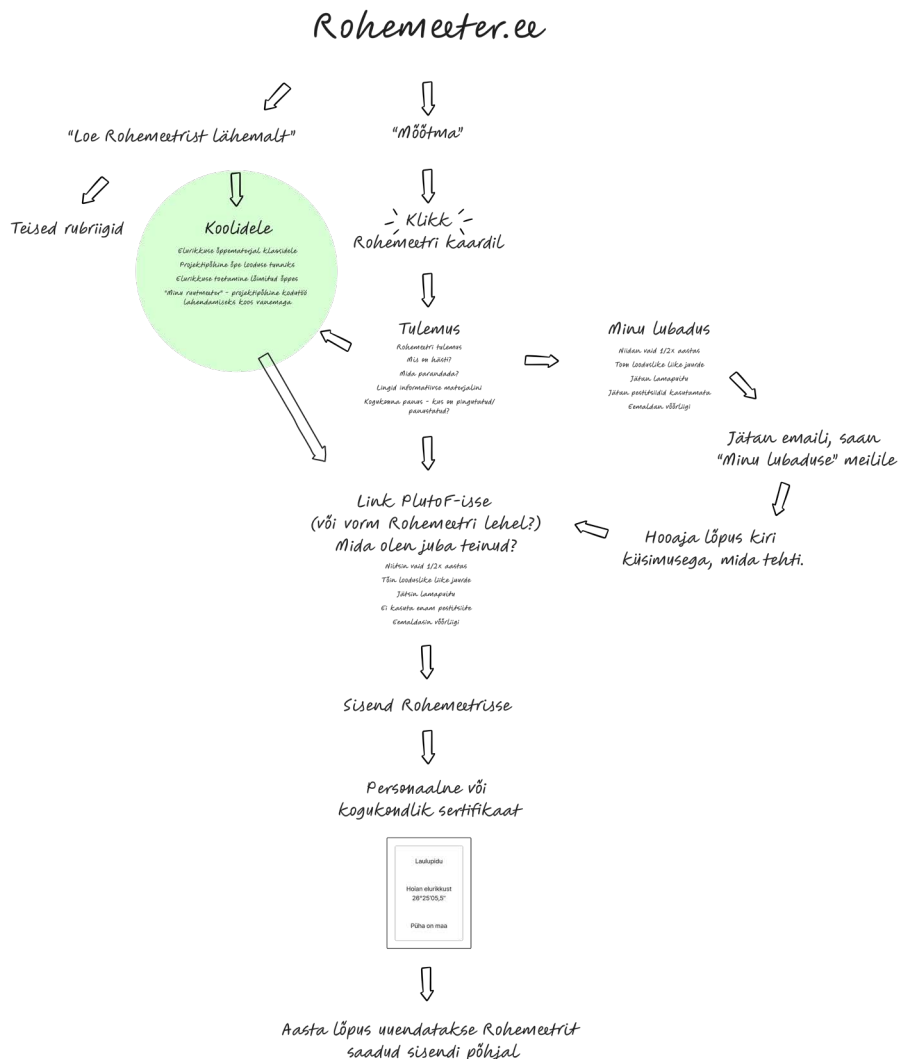 Rohemeeter.ee
"Loe Rohemeetrist lähemalt"
"Mõõtma"
Teised rubriigid
Koolidele
Elurikkuse õppematerjal klassidele
Projektipõhine õpe looduse tunniks
Elurikkuse toetamine lõimitud õppes
"Minu ruutmeeter" - projektipõhine kodutöö
lahendamiseks koos vanemaga
Klikk
Rohemeetri kaardil
Tulemus
Rohemeetri tulemus
Mis on hästi?
Mida parandada?
Lingid informatiivse materjalini
Kogukonna panus - kus on pingutatud/
panustatud?
Minu lubadus
Niidan vaid 1/2x aastas
Toon looduslike liike juurde
Jätan lamapuitu
Jätan pestitsiidid kasutamata
Eemaldan võõrliigi
Jätan emaili, saan
"Minu lubaduse" meilile
Hooaja lõpus kiri
küsimusega, mida tehti.
Link PlutoF-isse
(või vorm Rohemeetri lehel?)
Mida olen juba teinud?
Niitsin vaid 1/2x aastas
Tõin looduslike liike juurde
Jätsin lamapuitu
Ei kasuta enam pestitsiite
Eemaldasin võõrliigi
Sisend Rohemeetrisse
Personaalne või
kogukondlik sertifikaat
Laulupidu
Hoian elurikkust
26°25'05,5"
Püha on maa
Aasta lõpus uuendatakse Rohemeetrit
saadud sisendi põhjal